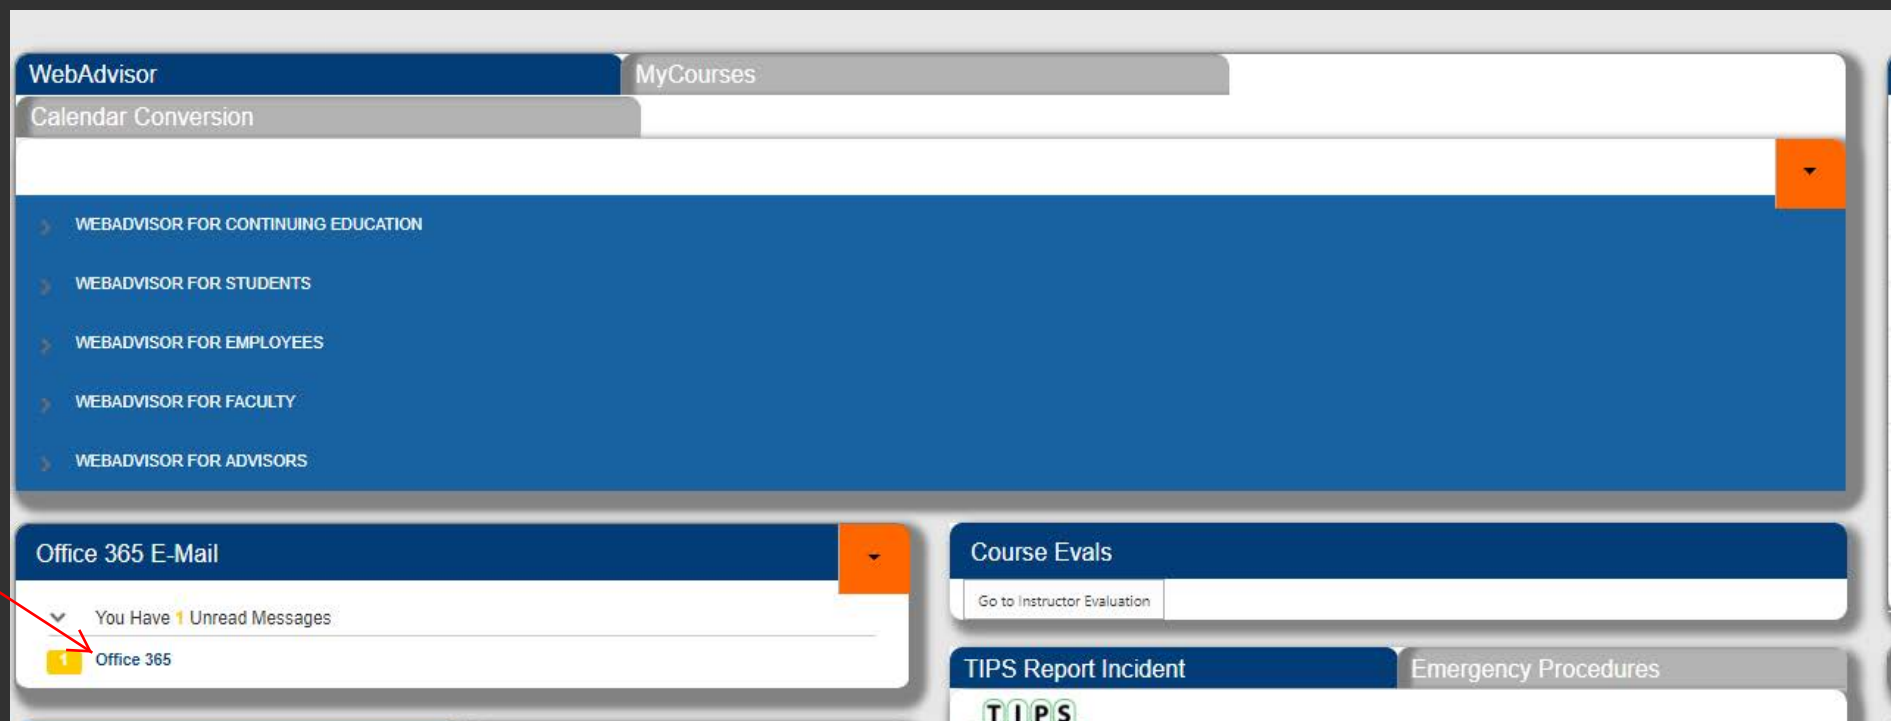 WebAdvisor
MyCourses
Calendar Conversion
WEBADVISOR FOR CONTINUING EDUCATION
WEBADVISOR FOR STUDENTS
WEBADVISOR FOR EMPLOYEES
WEBADVISOR FOR FACULTY
WEBADVISOR FOR ADVISORS
Office 365 E-Mail
You Have 1 Unread Messages
1 Office 365
Course Evals
Go to Instructor Evaluation
TIPS Report Incident
Emergency Procedures
TIPS